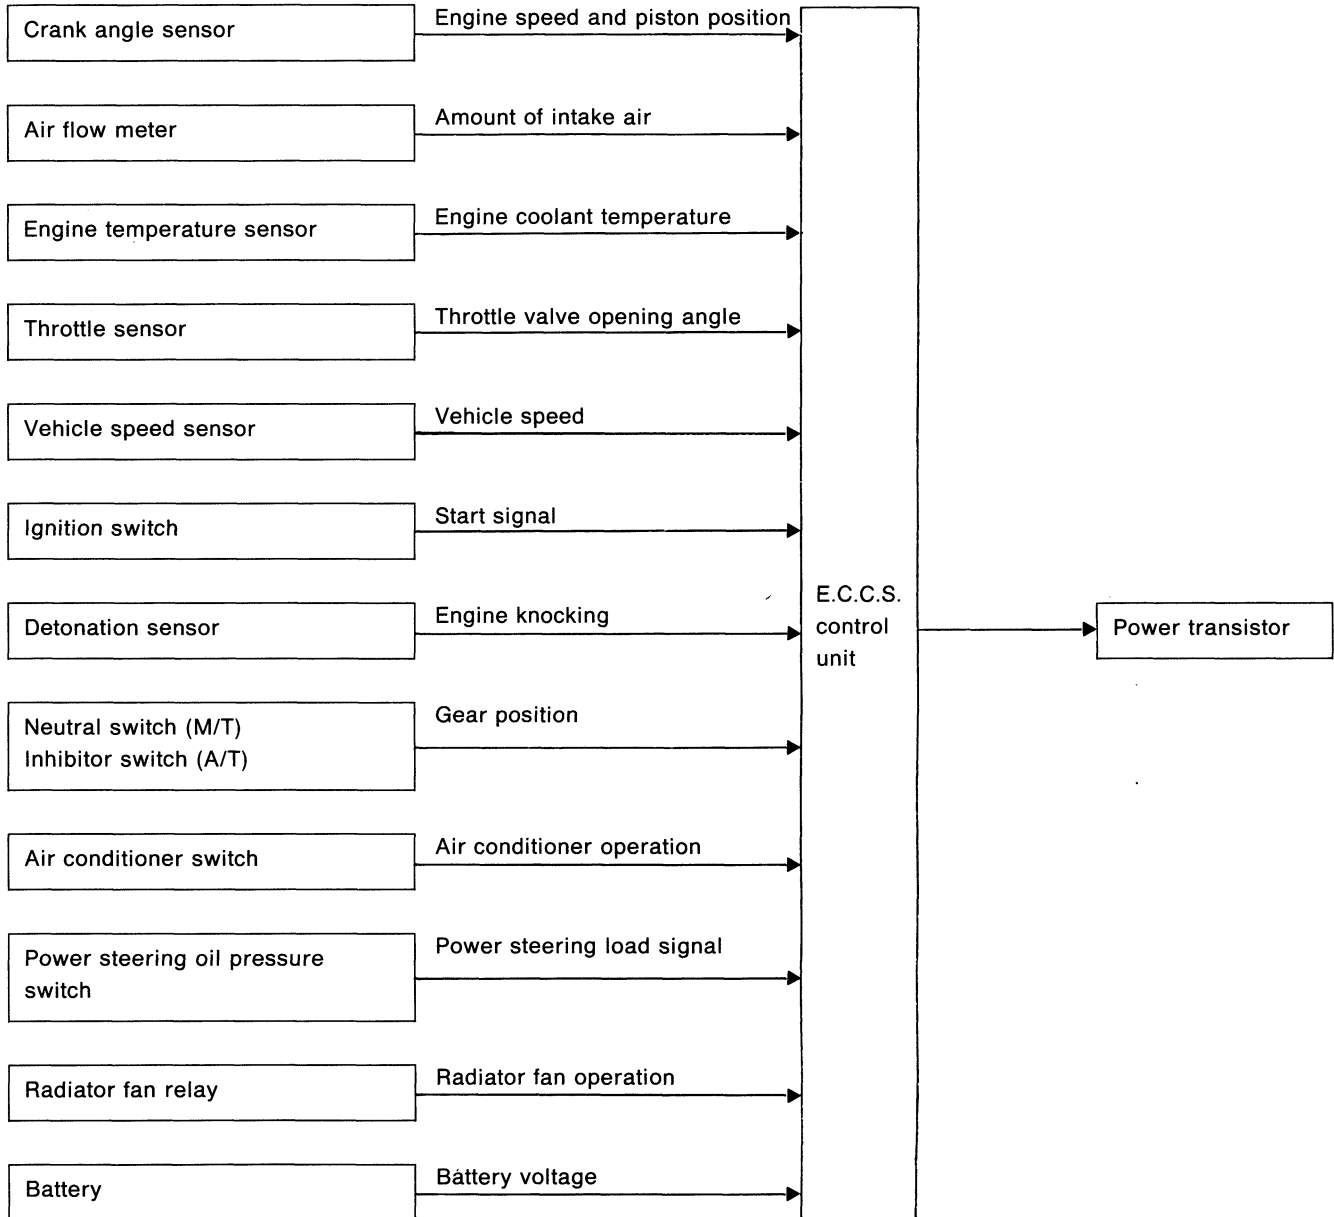 Crank angle sensor
Engine speed and piston position
Air flow meter
Amount of intake air
Engine temperature sensor
Engine coolant temperature
Throttle sensor
Throttle valve opening angle
Vehicle speed sensor
Vehicle speed
Ignition switch
Start signal
Detonation sensor
Engine knocking
Neutral switch (M/T)
Inhibitor switch (A/T)
Gear position
Air conditioner switch
Air conditioner operation
Power steering oil pressure
switch
Power steering load signal
Radiator fan relay
Radiator fan operation
Battery
Battery voltage
E.C.C.S.
control
unit
Power transistor